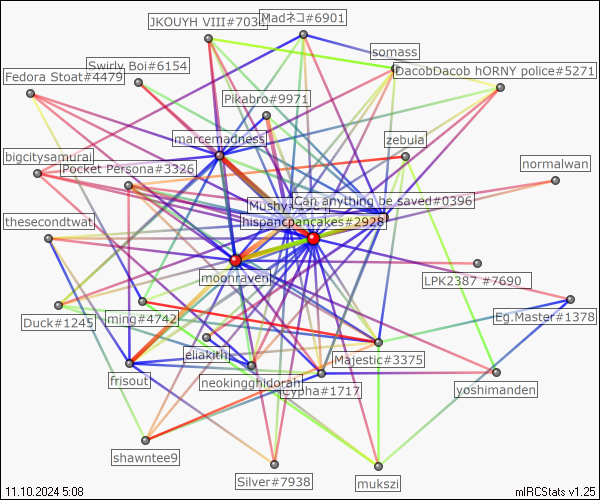 JKOUYH VIII#703
Madネコ#6901
somass
Swirly Boi#6154
DacobDacob hORNY police#5271
Fedora Stoat#4479
Pikabro#9971
marcemadness
zebula
bigcitysamurai
Pocket Persona#3326
normalwan
Can anything be saved#0396
thesecondtwat
hispancpancakes#2928
moonraven
LPK2387 #7690
Duck#1245
ming#4742
Eg.Master#1378
eliakith
Majestic#3375
frisout
neokingghidorah
Cypha#1717
yoshimanden
shawntee9
Silver#7938
mukszi
11.10.2024 5:08
mIRCStats v1.25